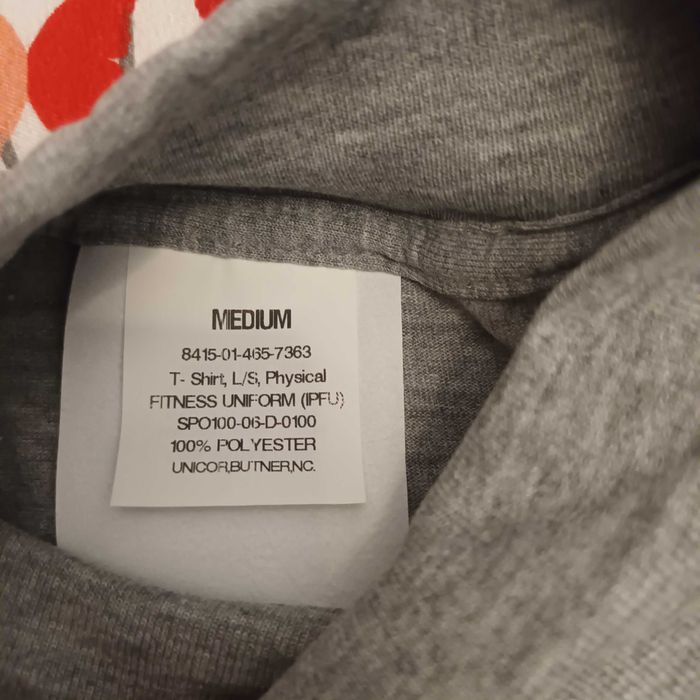 MEDIUM
8415-01-465-7363
T- Shirt, L/S, Physical
FITNESS UNIFORM (IPFU)
SPO100-06-D-0100
100% POLYESTER
UNICOR,BUTNER,NC.